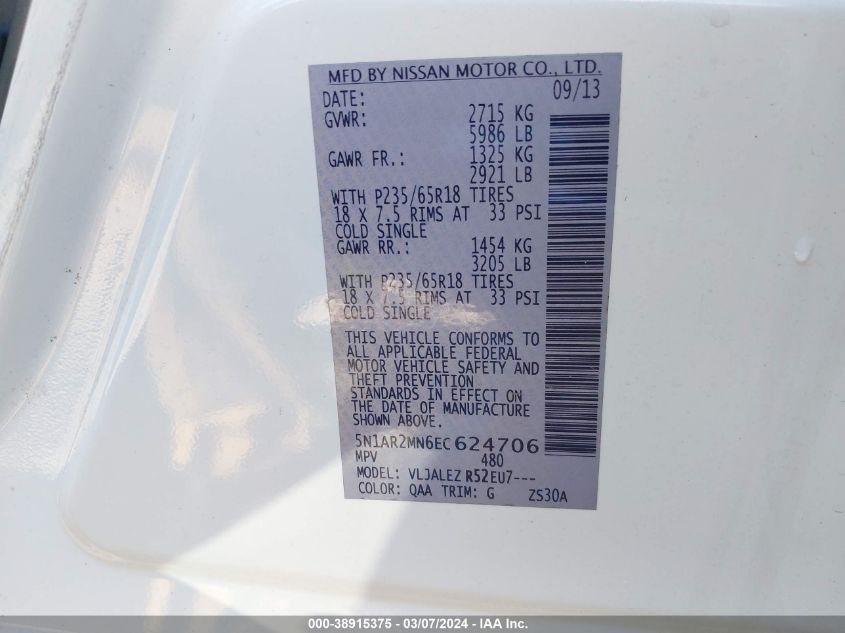 MFD BY NISSAN MOTOR CO., LTD.
DATE: 09/13
GVWR: 2715 KG
5986 LB
GAWR FR.: 1325 KG
2921 LB
WITH P235/65R18 TIRES
18 X 7.5 RIMS AT 33 PSI
COLD SINGLE
GAWR RR.: 1454 KG
3205 LB
WITH P235/65R18 TIRES
18 X 7.5 RIMS AT 33 PSI
COLD SINGLE
THIS VEHICLE CONFORMS TO
ALL APPLICABLE FEDERAL
MOTOR VEHICLE SAFETY AND
THEFT PREVENTION
STANDARDS IN EFFECT ON
THE DATE OF MANUFACTURE
SHOWN ABOVE.
5N1AR2MN6EC624706
MPV 480
MODEL: VLJALEZ R52EU7---
COLOR: QAA TRIM: G ZS30A
000-38915375 - 03/07/2024 - IAA Inc.